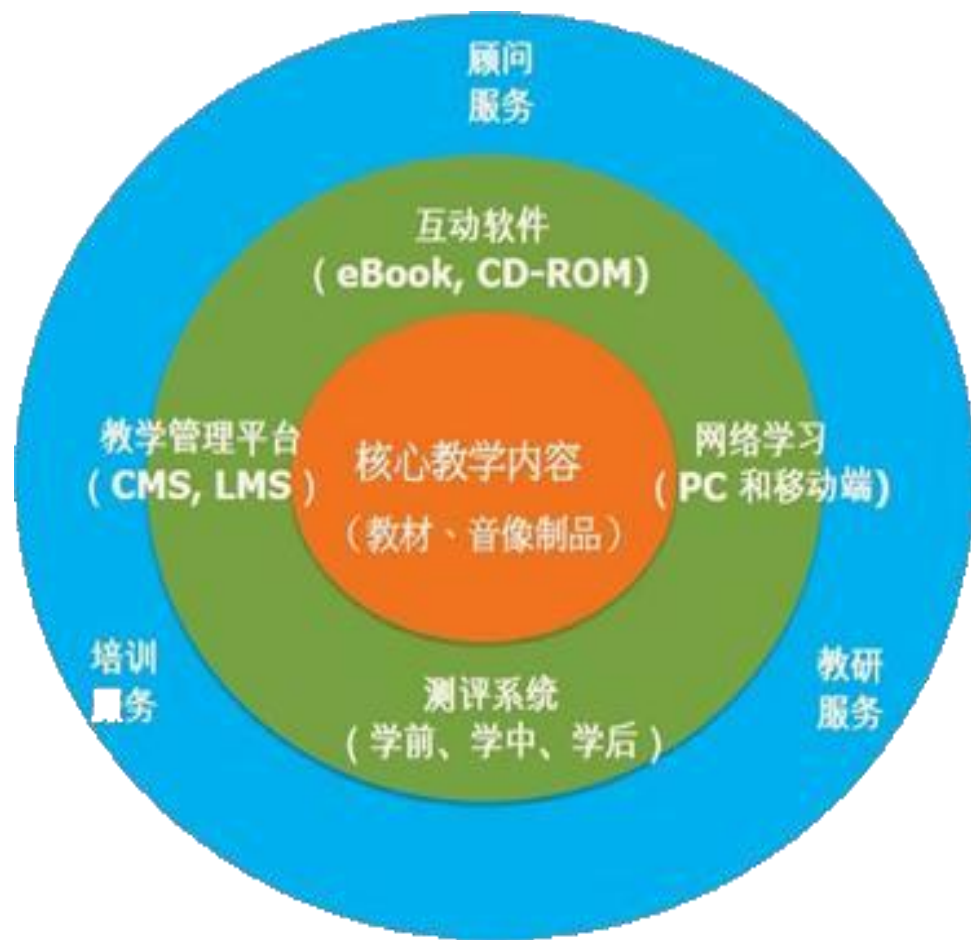 顾问
服务
互动软件
( eBook, CD-ROM)
教学管理平台
( CMS, LMS )
核心教学内容
（教材、音像制品）
网络学习
( PC 和移动端)
培训
务
教研
服务
测评系统
( 学前、学中、学后 )